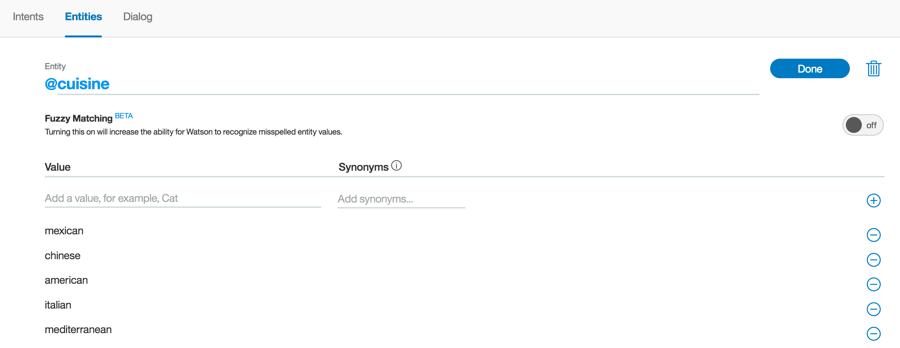 Intents Entities Dialog
Entity
@cuisine
Done
Fuzzy Matching BETA
Turning this on will increase the ability for Watson to recognize misspelled entity values.
off
Value Synonyms
Add a value, for example, Cat Add synonyms...
mexican
chinese
american
italian
mediterranean